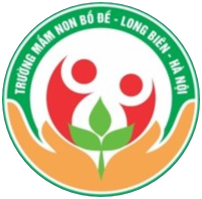 TRƯỜNG MẦM NON BỒ ĐỀ - LONG BIÊN - HÀ NỘI